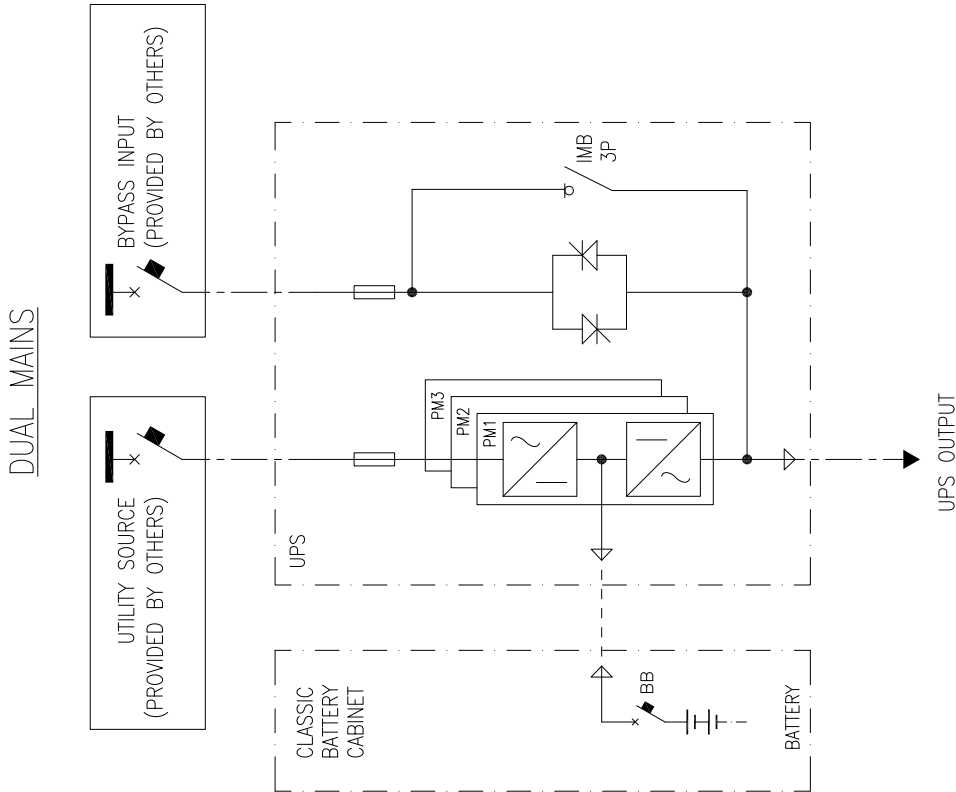 DUAL MAINS
UTILITY SOURCE
(PROVIDED BY OTHERS)
BYPASS INPUT
(PROVIDED BY OTHERS)
UPS
PM3
PM2
PM1
IMB
3P
CLASSIC
BATTERY
CABINET
BB
BATTERY
UPS OUTPUT